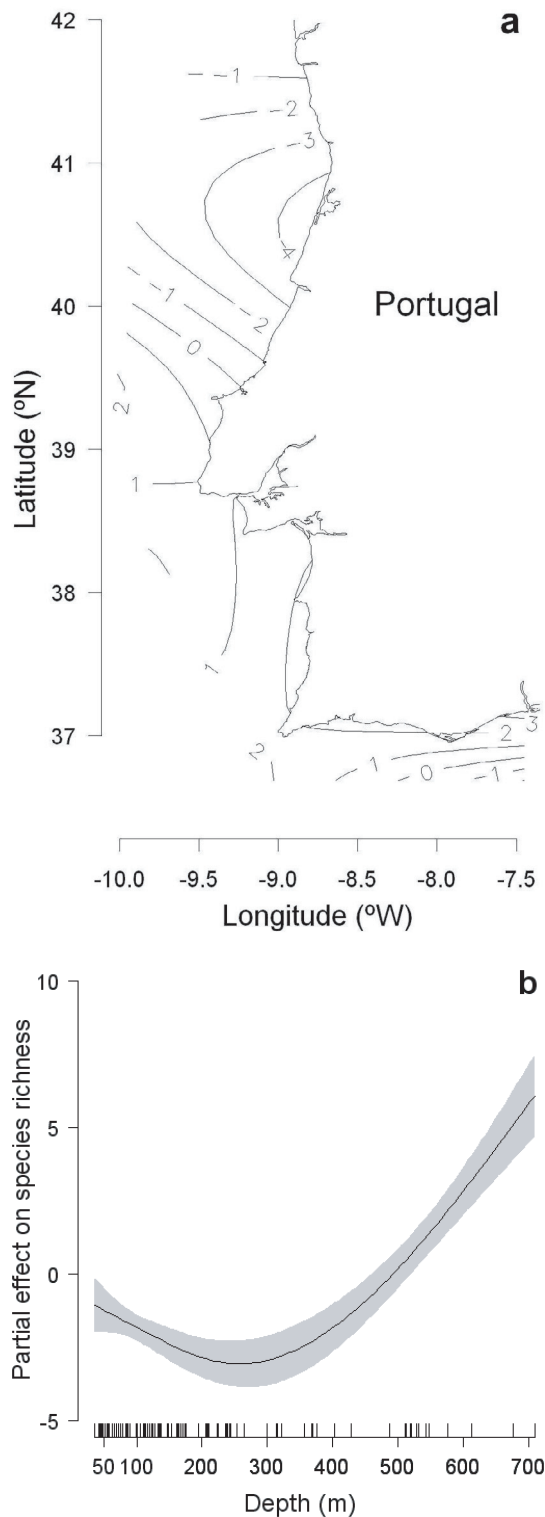 a
42
41
40
39
38
37
Latitude (ºN)
-1
-2
-3
-4
-2
-1
0
2
1
1
2
2
3
1
0
-1
Portugal
-10.0 -9.5 -9.0 -8.5 -8.0 -7.5
Longitude (ºW)
b
10
5
0
-5
Partial effect on species richness
50 100 200 300 400 500 600 700
Depth (m)